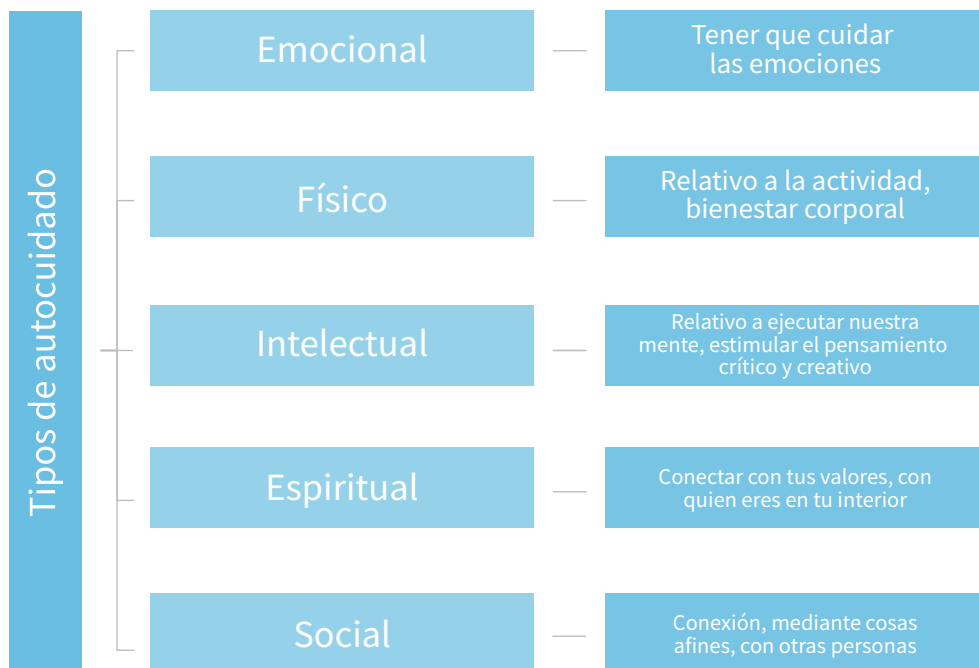 Tipos de autocuidado
Emocional
Tener que cuidar
las emociones
Físico
Relativo a la actividad,
bienestar corporal
Intelectual
Relativo a ejecutar nuestra
mente, estimular el pensamiento
crítico y creativo
Espiritual
Conectar con tus valores, con
quien eres en tu interior
Social
Conexión, mediante cosas
afines, con otras personas